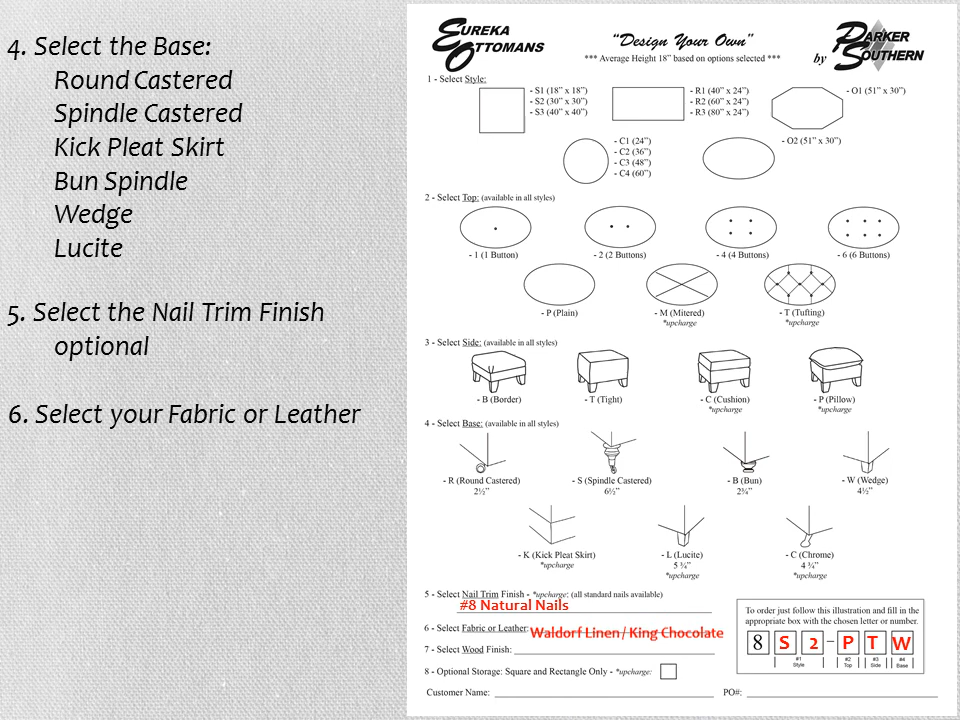 4. Select the Base:
Round Castered
Spindle Castered
Kick Pleat Skirt
Bun Spindle
Wedge
Lucite
5. Select the Nail Trim Finish
optional
6. Select your Fabric or Leather
EUREKA OTTOMANS
"Design Your Own"
*** Average Height 18" based on options selected ***
by PARKER SOUTHERN
1 - Select Style:
- S1 (18" x 18")
- S2 (30" x 30")
- S3 (40" x 40")
- R1 (40" x 24")
- R2 (60" x 24")
- R3 (80" x 24")
- O1 (51" x 30")
- C1 (24")
- C2 (36")
- C3 (48")
- C4 (60")
- O2 (51" x 30")
2 - Select Top: (available in all styles)
- 1 (1 Button)
- 2 (2 Buttons)
- 4 (4 Buttons)
- 6 (6 Buttons)
- P (Plain)
- M (Mitered)
*upcharge
- T (Tufting)
*upcharge
3 - Select Side: (available in all styles)
- B (Border)
- T (Tight)
- C (Cushion)
*upcharge
- P (Pillow)
*upcharge
4 - Select Base: (available in all styles)
- R (Round Castered)
2½"
- S (Spindle Castered)
6½"
- B (Bun)
2¾"
- W (Wedge)
4½"
- K (Kick Pleat Skirt)
*upcharge
- L (Lucite)
5 ¾"
*upcharge
- C (Chrome)
4 ¾"
*upcharge
5 - Select Nail Trim Finish - *upcharge: (all standard nails available)
#8 Natural Nails
6 - Select Fabric or Leather: Waldorf Linen / King Chocolate
7 - Select Wood Finish:
8 - Optional Storage: Square and Rectangle Only - *upcharge:
To order just follow this illustration and fill in the
appropriate box with the chosen letter or number.
8 S 2 – P T W
#1 Style
#2 Top
#3 Side
#4 Base
Customer Name:
PO#: